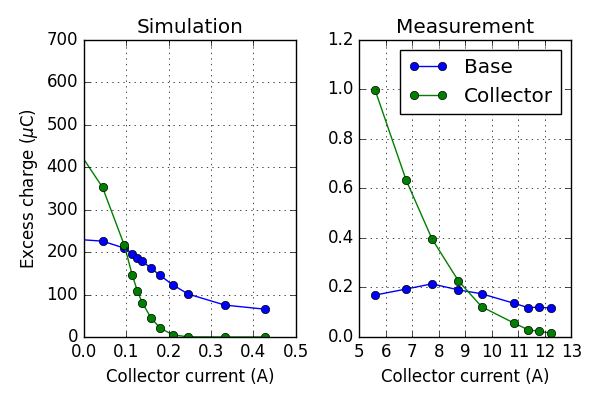 Simulation
Measurement
700
600
500
400
300
200
100
0
Excess charge (μC)
0.0 0.1 0.2 0.3 0.4 0.5
Collector current (A)
1.2
1.0
0.8
0.6
0.4
0.2
0.0
Base
Collector
5 6 7 8 9 10 11 12 13
Collector current (A)